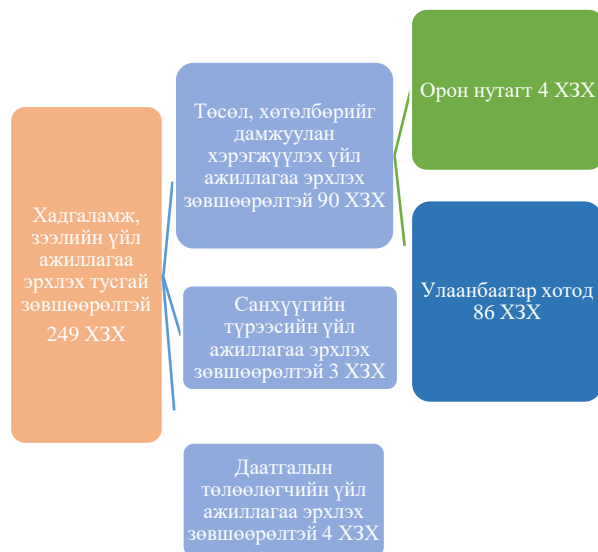 Хадгаламж,
зээлийн үйл
ажиллагаа
эрхлэх тусгай
зөвшөөрөлтэй
249 ХЗХ
Төсөл, хөтөлбөрийг
дамжуулан
хэрэгжүүлэх үйл
ажиллагаа эрхлэх
зөвшөөрөлтэй 90 ХЗХ
Санхүүгийн
түрээсийн үйл
ажиллагаа эрхлэх
зөвшөөрөлтэй 3 ХЗХ
Даатгалын
төлөөлөгчийн үйл
ажиллагаа эрхлэх
зөвшөөрөлтэй 4 ХЗХ
Орон нутагт 4 ХЗХ
Улаанбаатар хотод
86 ХЗХ